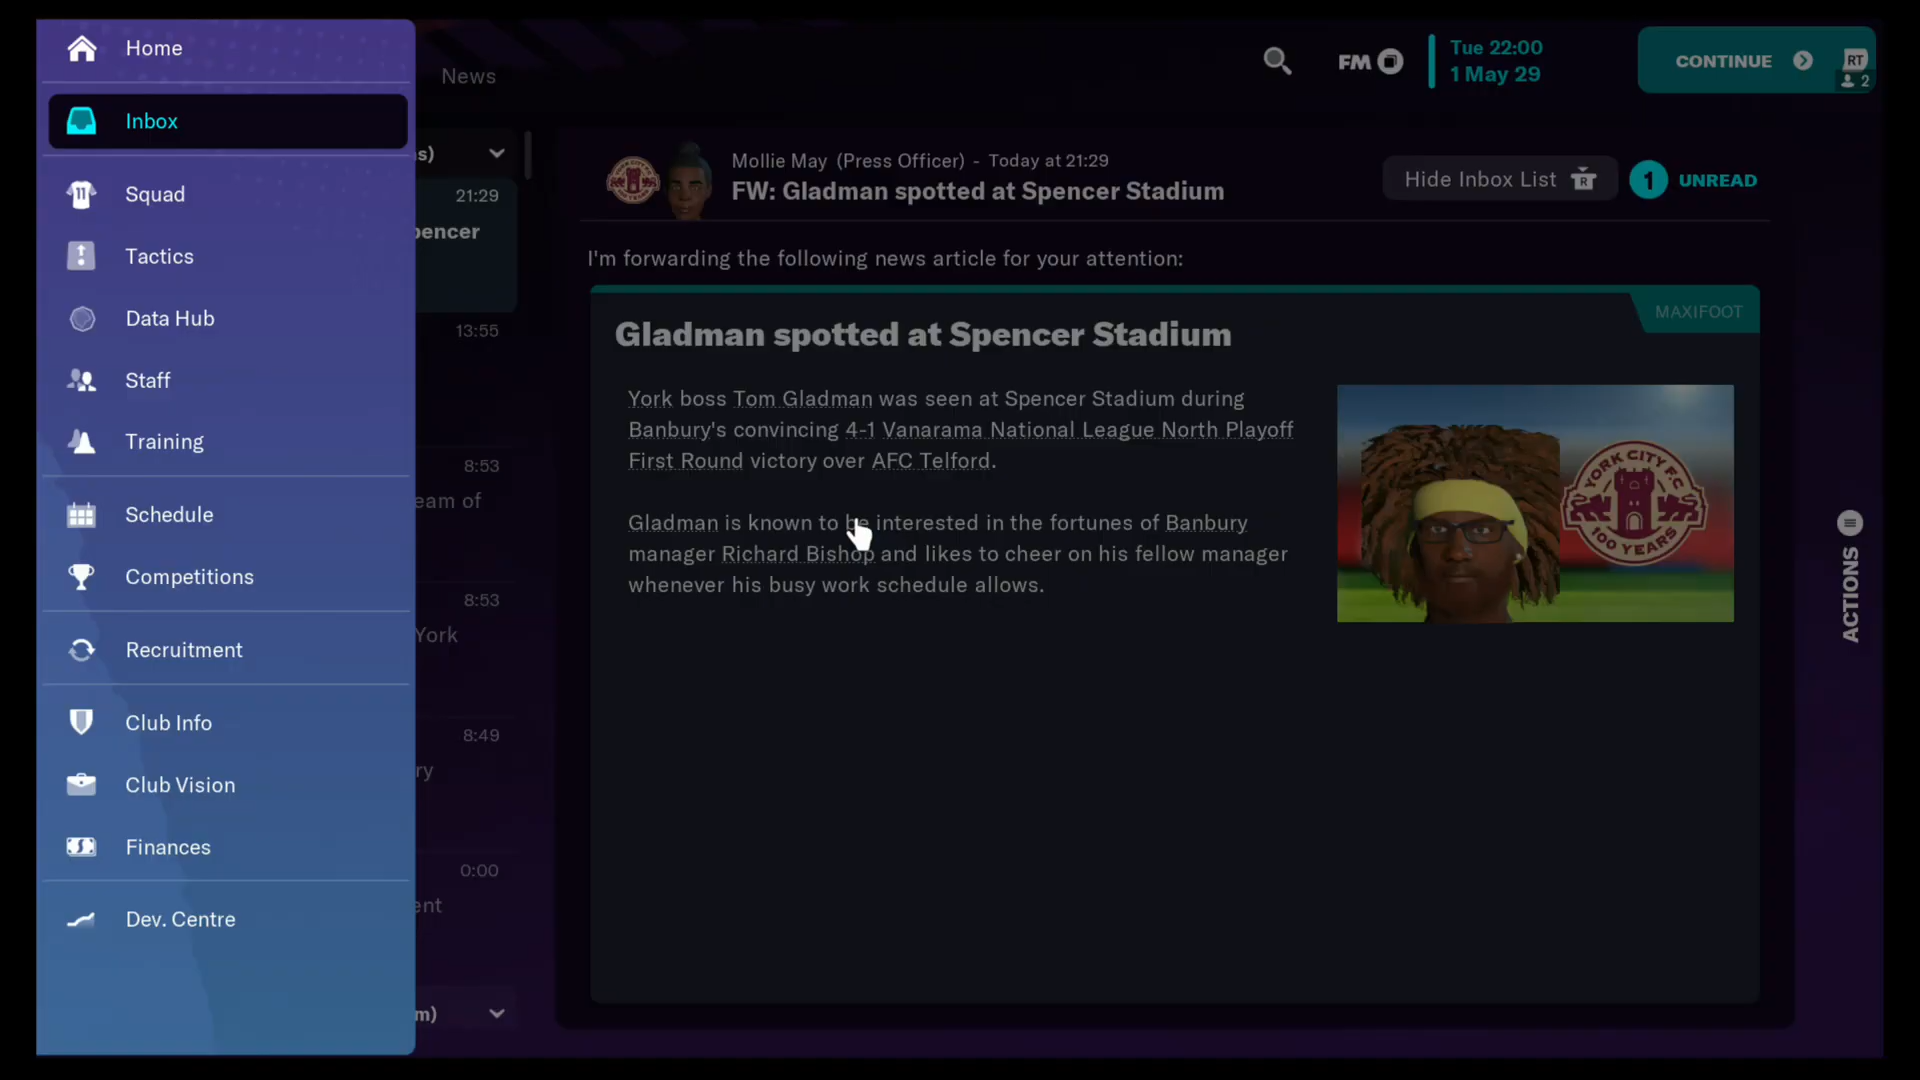 Home
Inbox
Squad
Tactics
Data Hub
Staff
Training
Schedule
Competitions
Recruitment
Club Info
Club Vision
Finances
Dev. Centre
News
FM
Tue 22:00
1 May 29
CONTINUE
RT
2
s)
21:29
pencer
13:55
8:53
eam of
8:53
York
8:49
ry
0:00
ent
m)
Mollie May (Press Officer) - Today at 21:29
FW: Gladman spotted at Spencer Stadium
Hide Inbox List
R
1 UNREAD
I'm forwarding the following news article for your attention:
MAXIFOOT
Gladman spotted at Spencer Stadium
York boss Tom Gladman was seen at Spencer Stadium during
Banbury's convincing 4-1 Vanarama National League North Playoff
First Round victory over AFC Telford.
Gladman is known to be interested in the fortunes of Banbury
manager Richard Bishop and likes to cheer on his fellow manager
whenever his busy work schedule allows.
YORK CITY FC
100 YEARS
ACTIONS